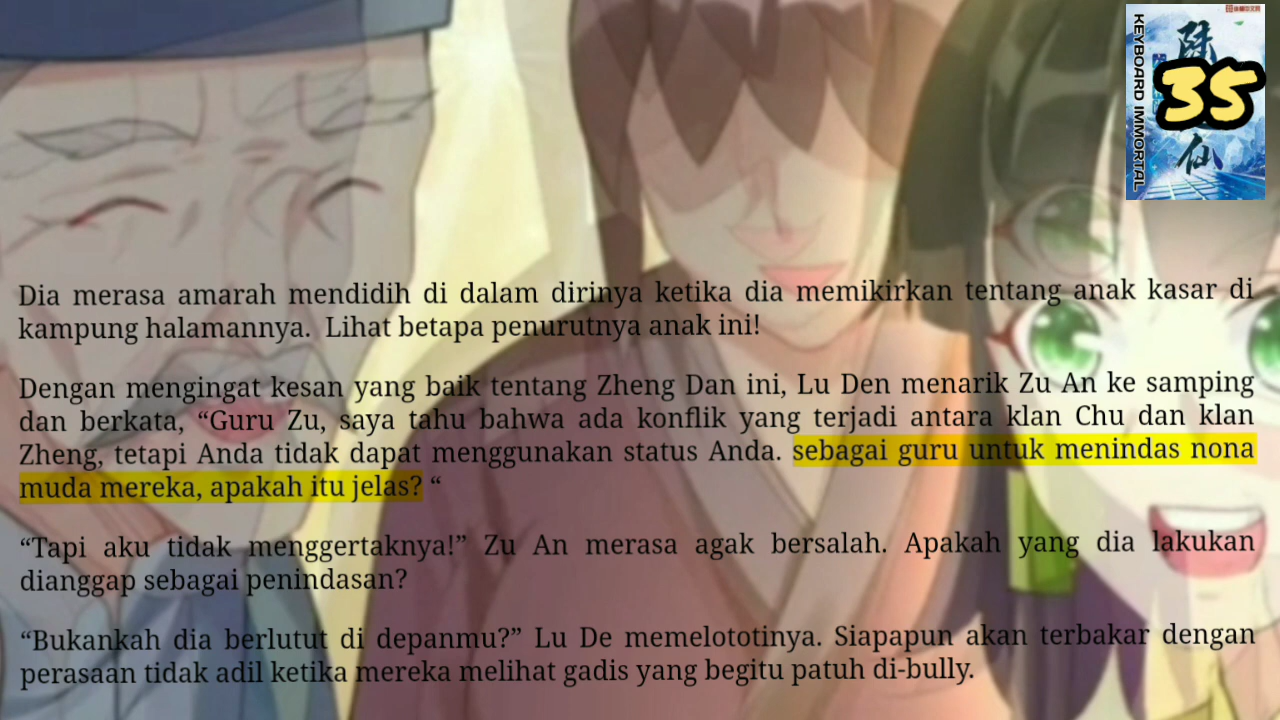 陸
仙
KEYBOARD IMMORTAL
35
Dia merasa amarah mendidih di dalam dirinya ketika dia memikirkan tentang anak kasar di
kampung halamannya. Lihat betapa penurutnya anak ini!
Dengan mengingat kesan yang baik tentang Zheng Dan ini, Lu Den menarik Zu An ke samping
dan berkata, “Guru Zu, saya tahu bahwa ada konflik yang terjadi antara klan Chu dan klan
Zheng, tetapi Anda tidak dapat menggunakan status Anda. sebagai guru untuk menindas nona
muda mereka, apakah itu jelas? “
“Tapi aku tidak menggertaknya!” Zu An merasa agak bersalah. Apakah yang dia lakukan
dianggap sebagai penindasan?
“Bukankah dia berlutut di depanmu?” Lu De memelototinya. Siapapun akan terbakar dengan
perasaan tidak adil ketika mereka melihat gadis yang begitu patuh di-bully.